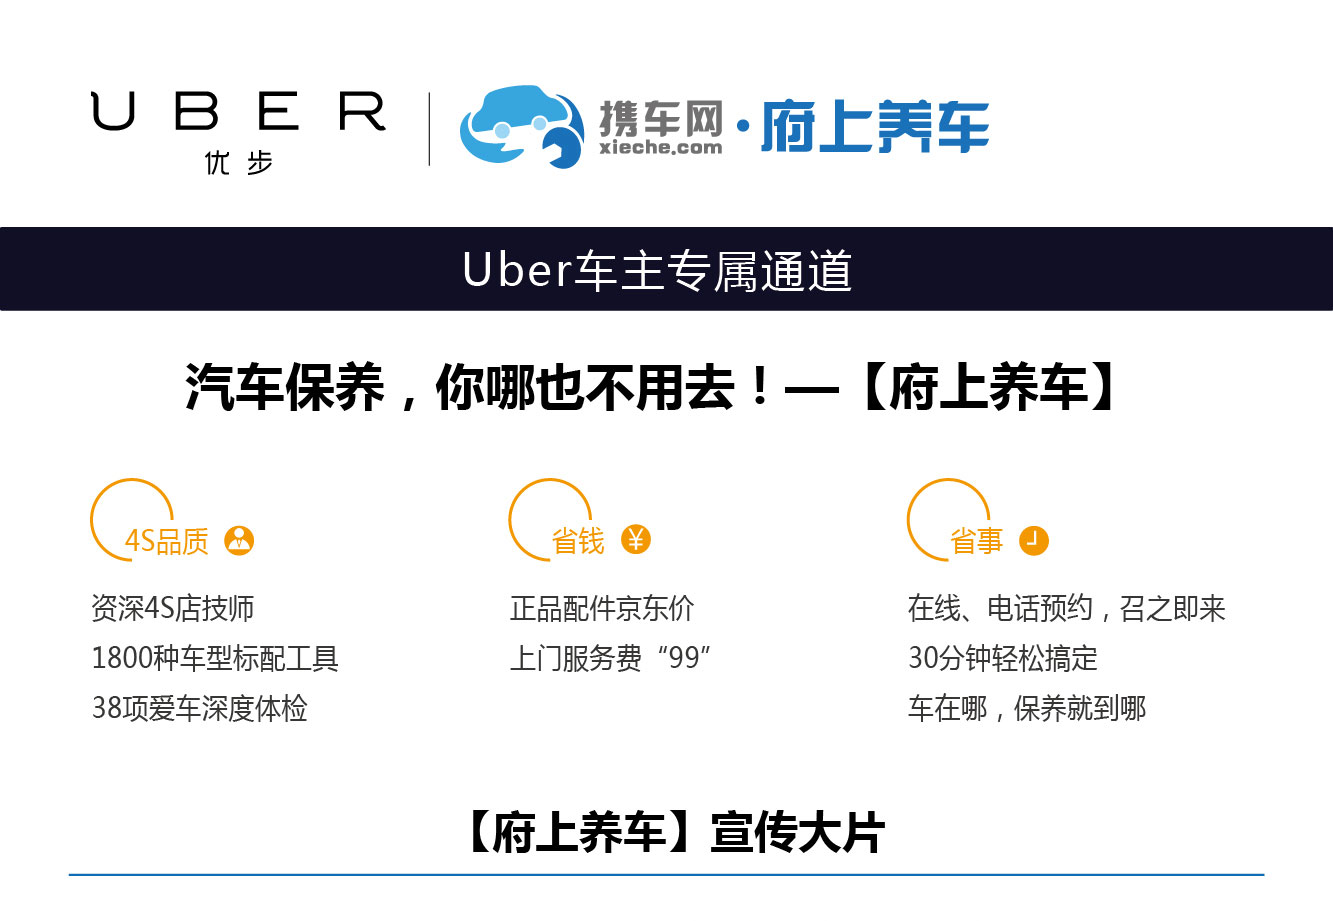 UBER
优步
携车网·府上养车
xieche.com
Uber车主专属通道
汽车保养，你哪也不用去！—【府上养车】
4S品质
资深4S店技师
1800种车型标配工具
38项爱车深度体检
省钱
¥
正品配件京东价
上门服务费“99”
省事
在线、电话预约，召之即来
30分钟轻松搞定
车在哪，保养就到哪
【府上养车】宣传大片